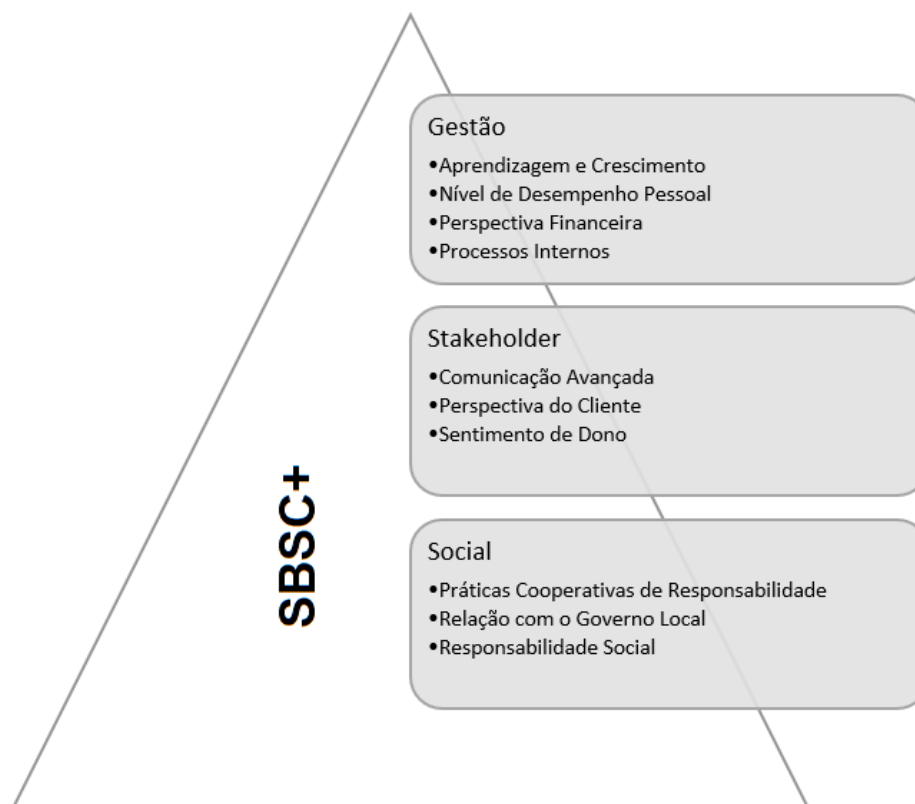 Gestão
•Aprendizagem e Crescimento
•Nível de Desempenho Pessoal
•Perspectiva Financeira
•Processos Internos
Stakeholder
•Comunicação Avançada
•Perspectiva do Cliente
•Sentimento de Dono
SBSC+
Social
•Práticas Cooperativas de Responsabilidade
•Relação com o Governo Local
•Responsabilidade Social